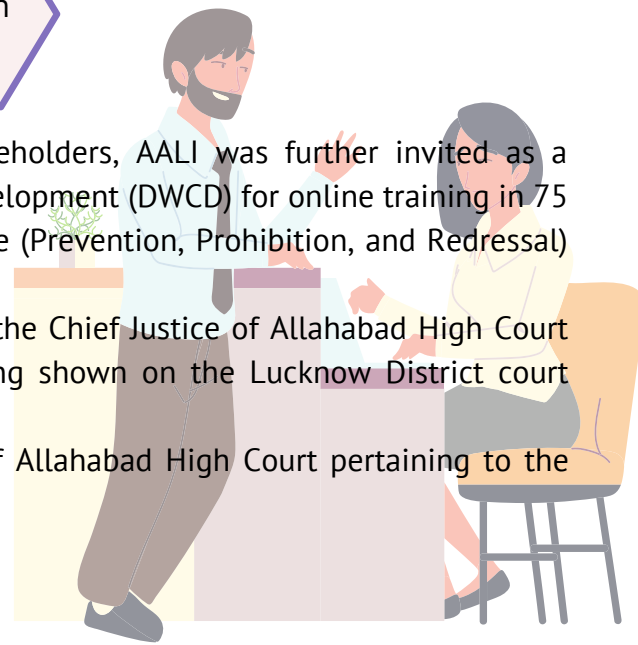 n
eholders, AALI was further invited as a
elopment (DWCD) for online training in 75
e (Prevention, Prohibition, and Redressal)
the Chief Justice of Allahabad High Court
ng shown on the Lucknow District court
f Allahabad High Court pertaining to the